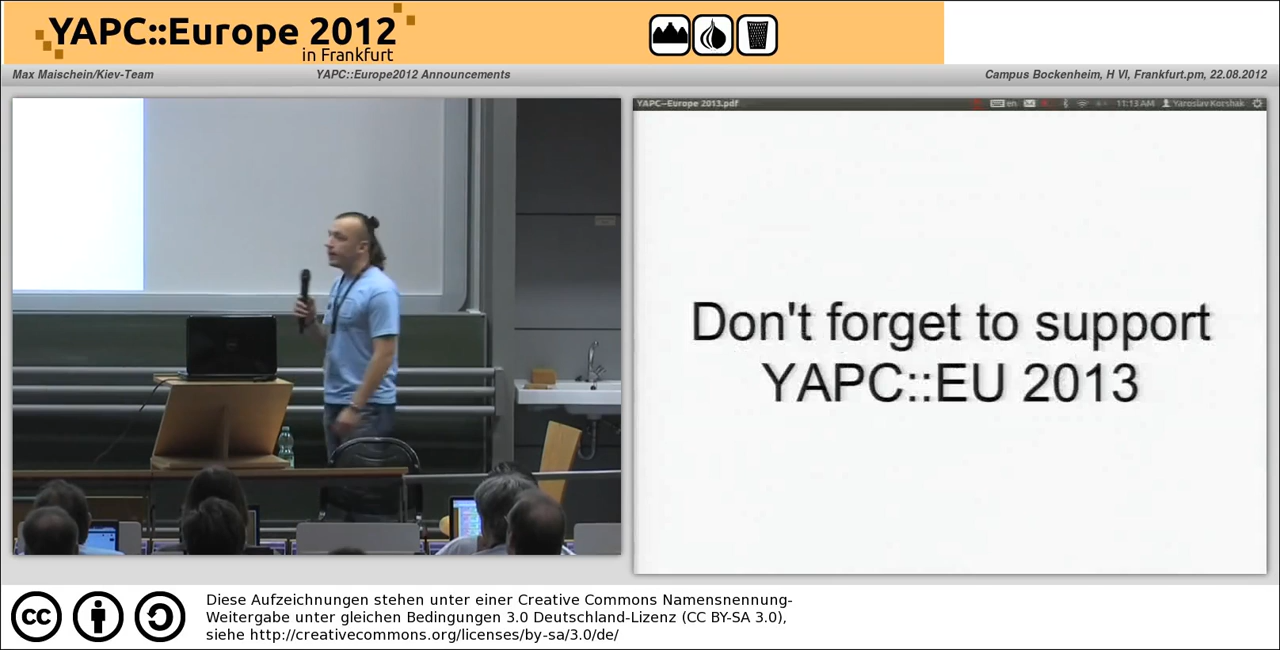 YAPC::Europe 2012
in Frankfurt
Max Maischein/Kiev-Team
YAPC::Europe2012 Announcements
Campus Bockenheim, H VI, Frankfurt.pm, 22.08.2012
YAPC--Europe 2013.pdf
en
11:13 AM
Yaroslav Korshak
Don't forget to support
YAPC::EU 2013
cc
Diese Aufzeichnungen stehen unter einer Creative Commons Namensnennung-
Weitergabe unter gleichen Bedingungen 3.0 Deutschland-Lizenz (CC BY-SA 3.0),
siehe http://creativecommons.org/licenses/by-sa/3.0/de/